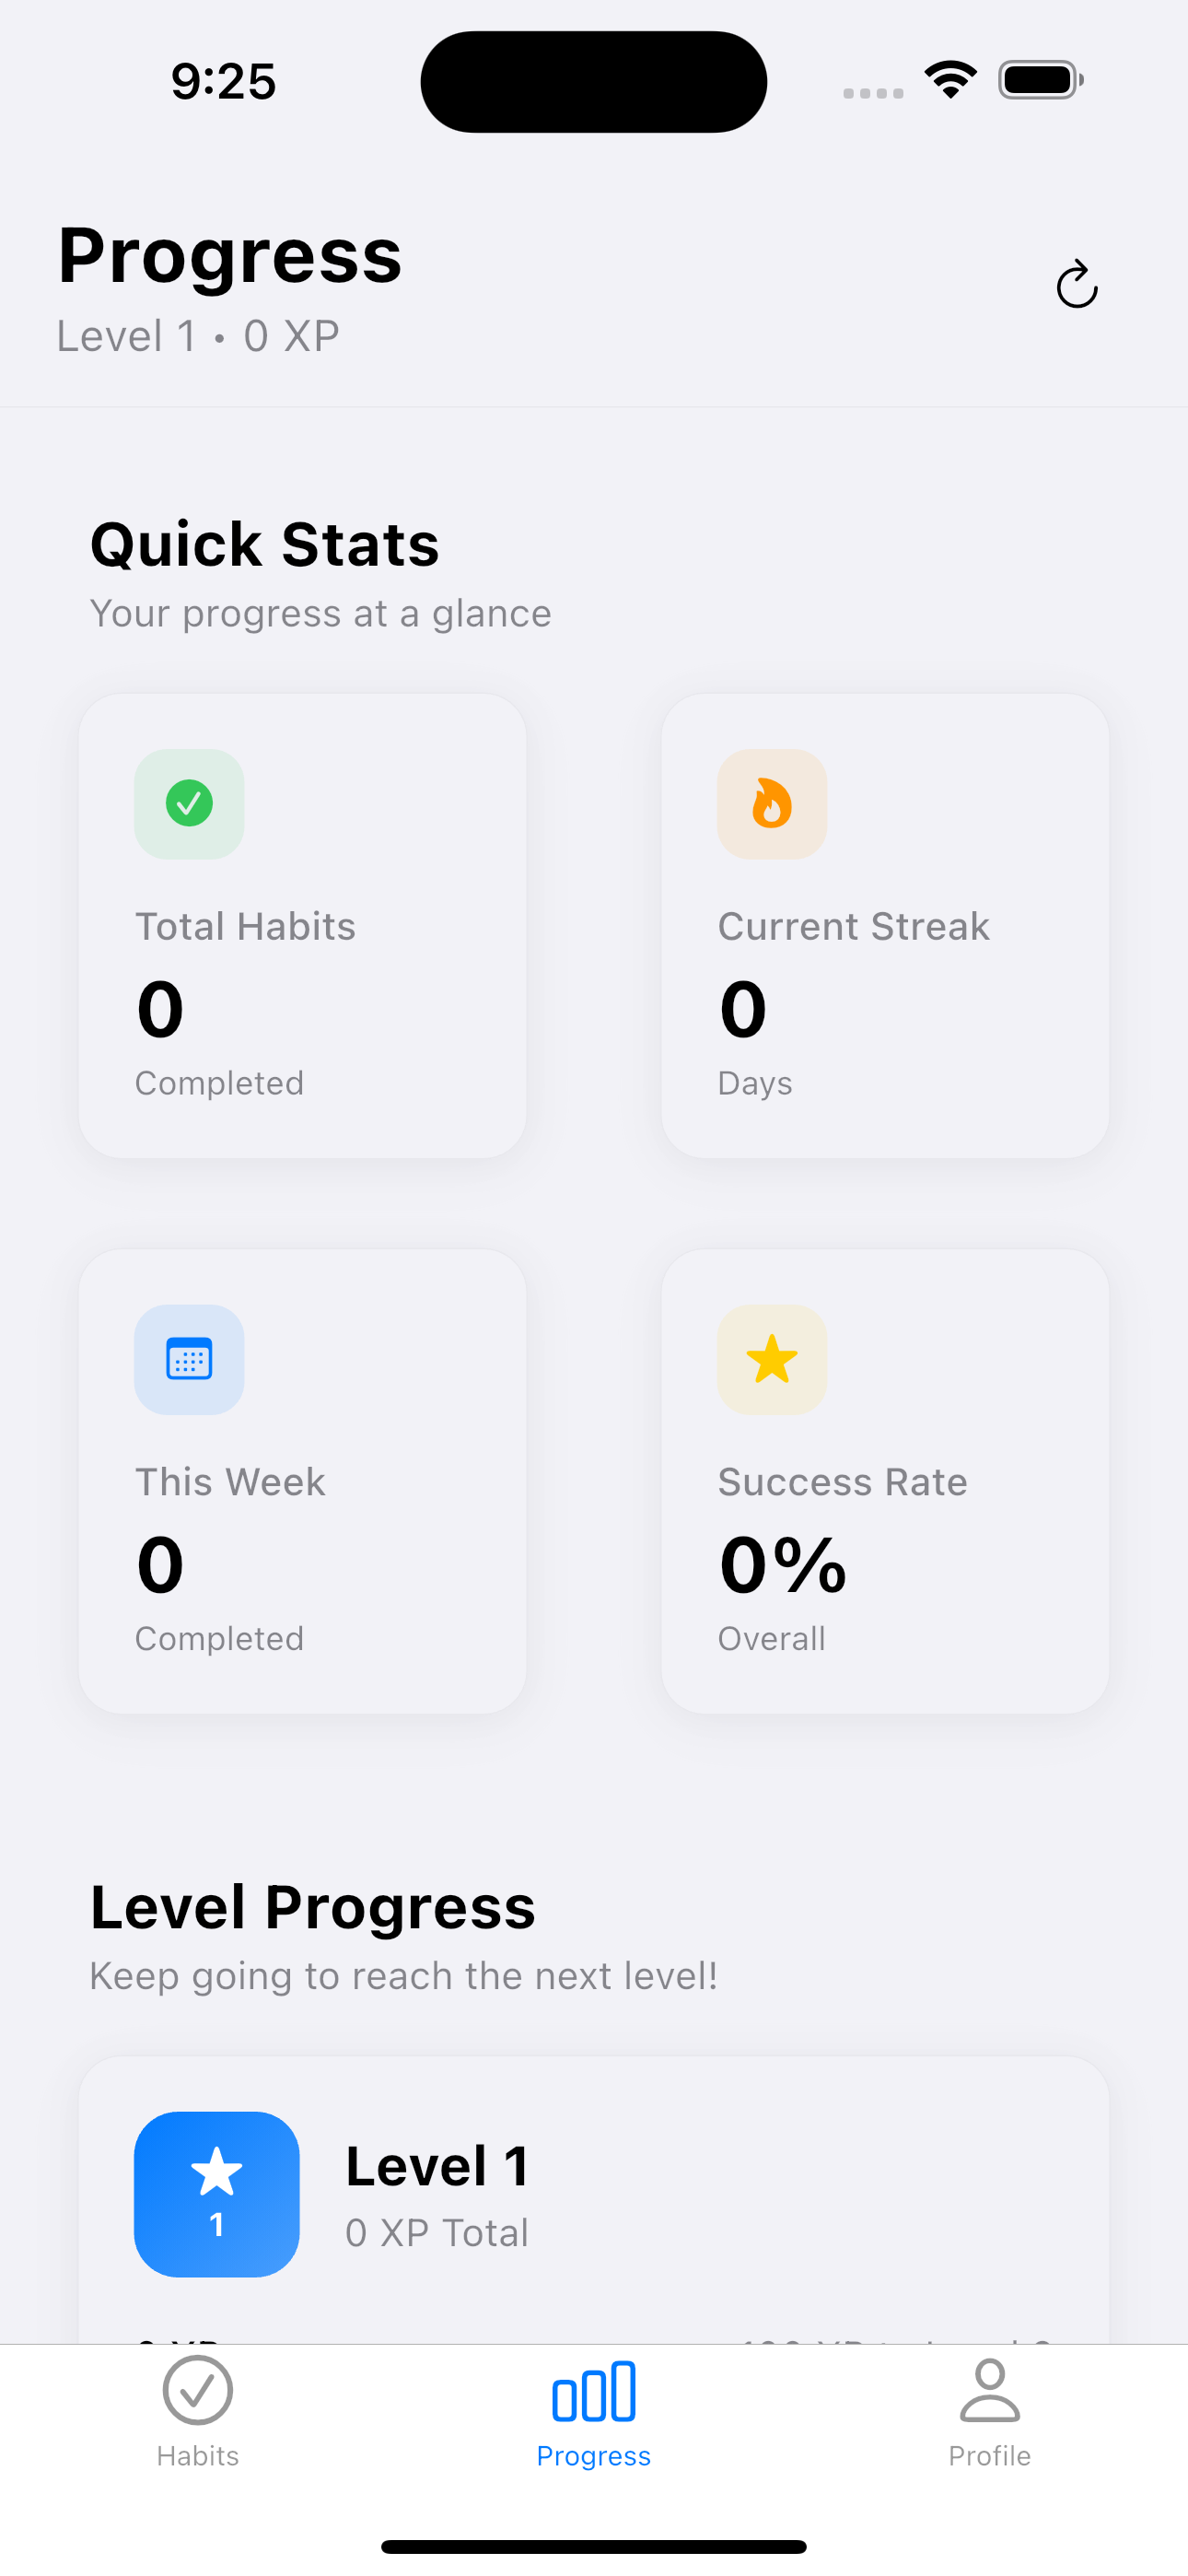 9:25
Progress
Level 1 • 0 XP
Quick Stats
Your progress at a glance
Total Habits
0
Completed
Current Streak
0
Days
This Week
0
Completed
Success Rate
0%
Overall
Level Progress
Keep going to reach the next level!
1
Level 1
0 XP Total
Habits
Progress
Profile